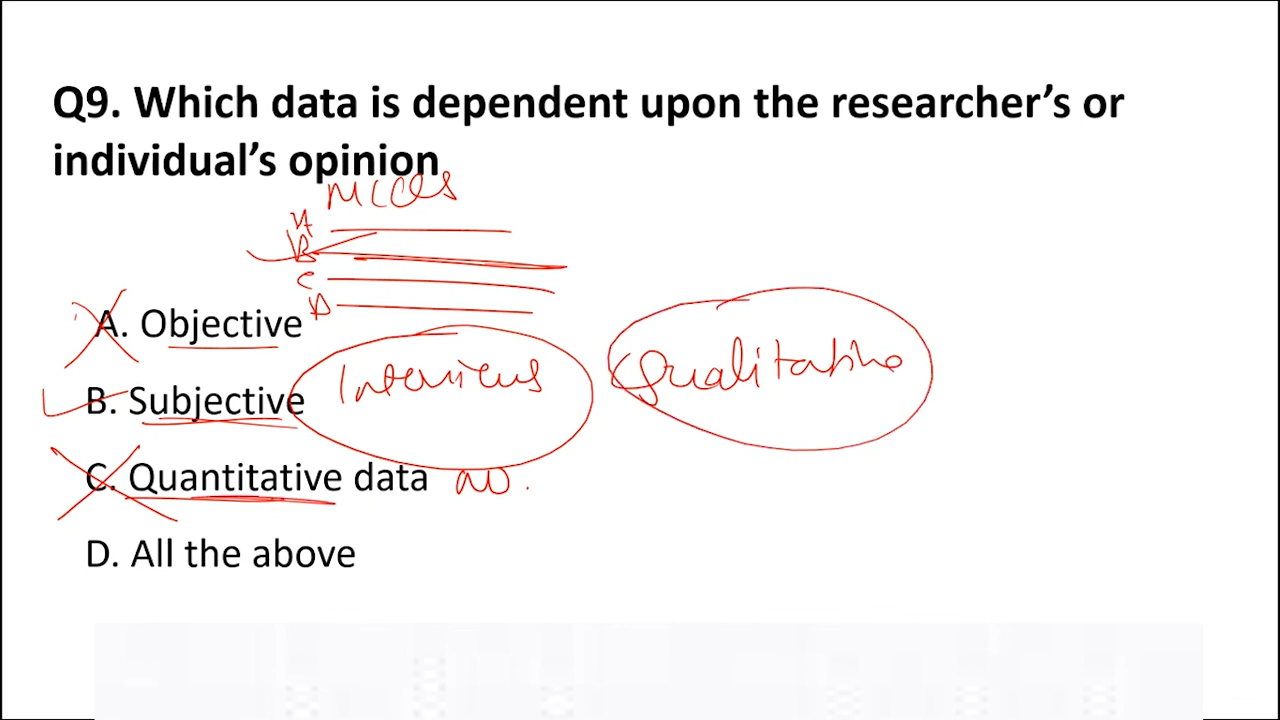 Q9. Which data is dependent upon the researcher's or
individual's opinion
MCQs
A
B
C
D
A. Objective
B. Subjective
Interviews
Qualitative
C. Quantitative data no.
D. All the above